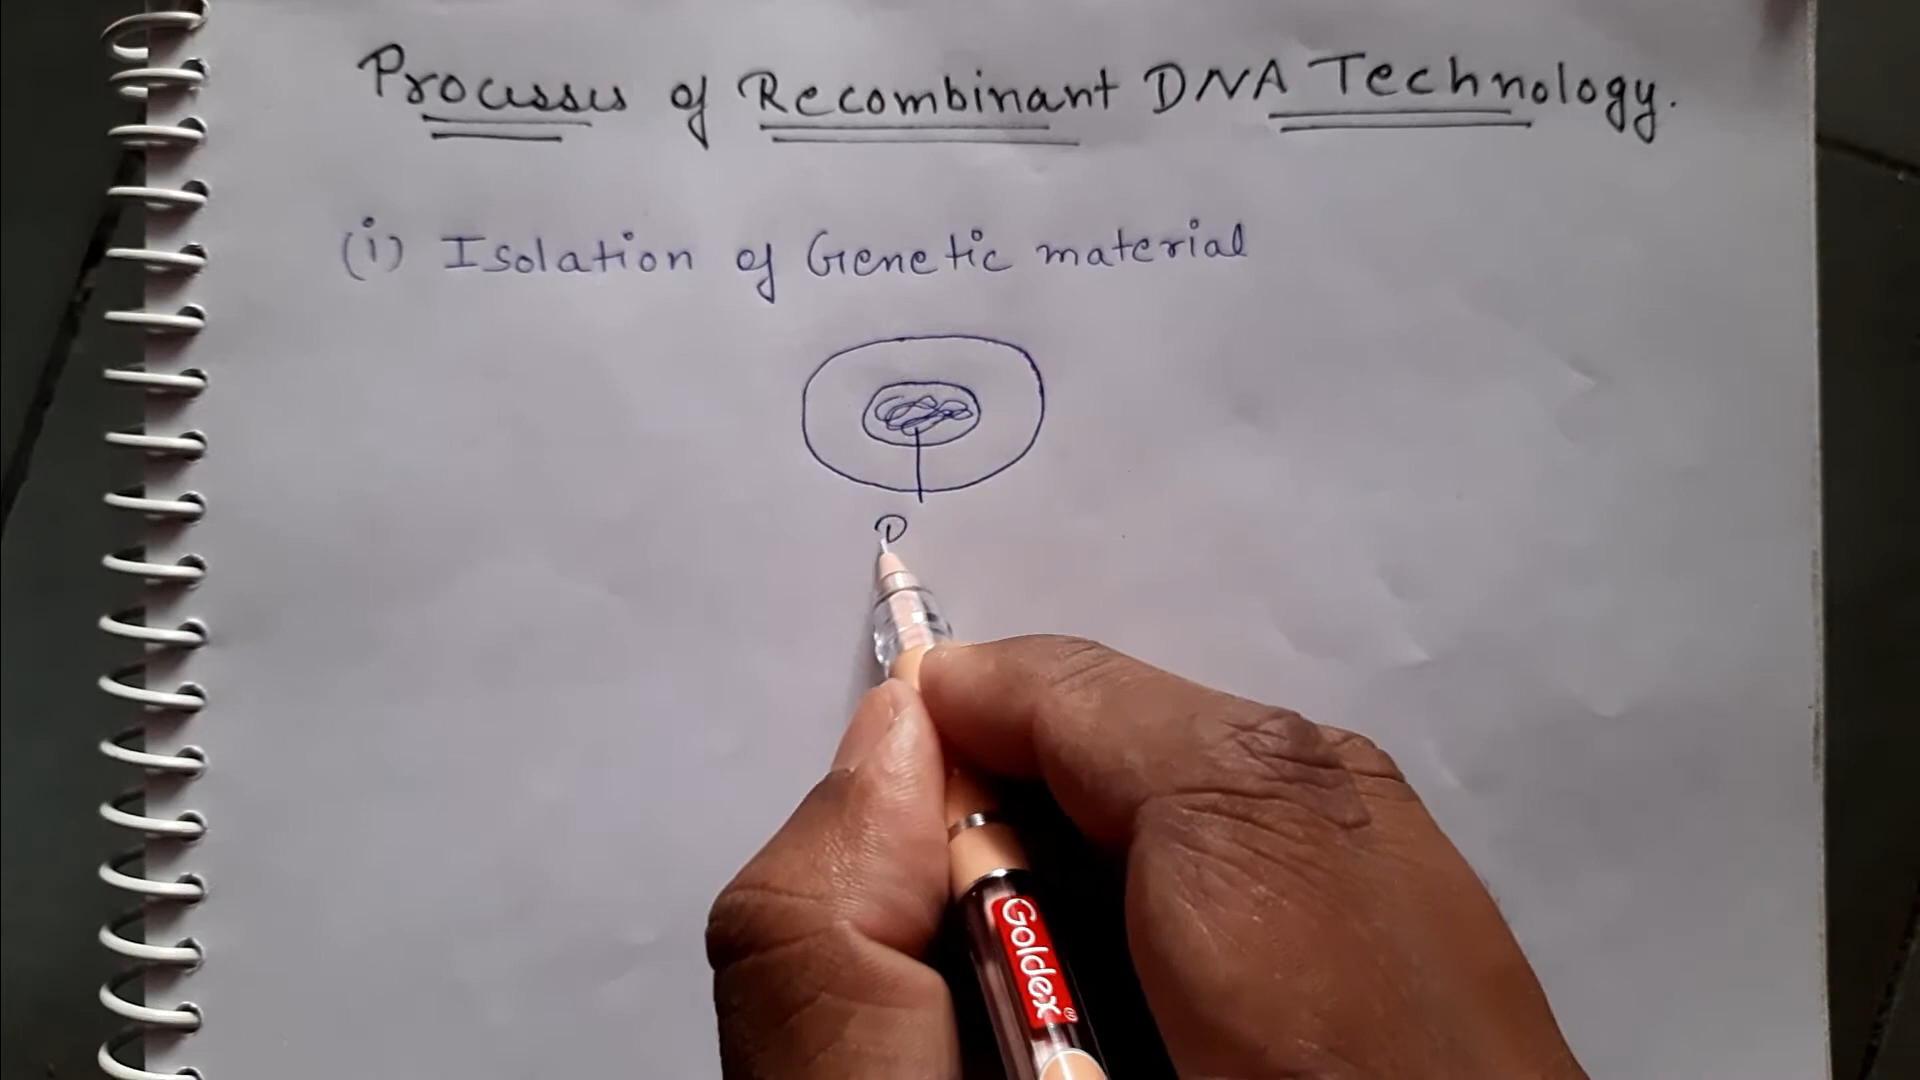 Processes of Recombinant DNA Technology.
(i) Isolation of Genetic material
D
Goldex®